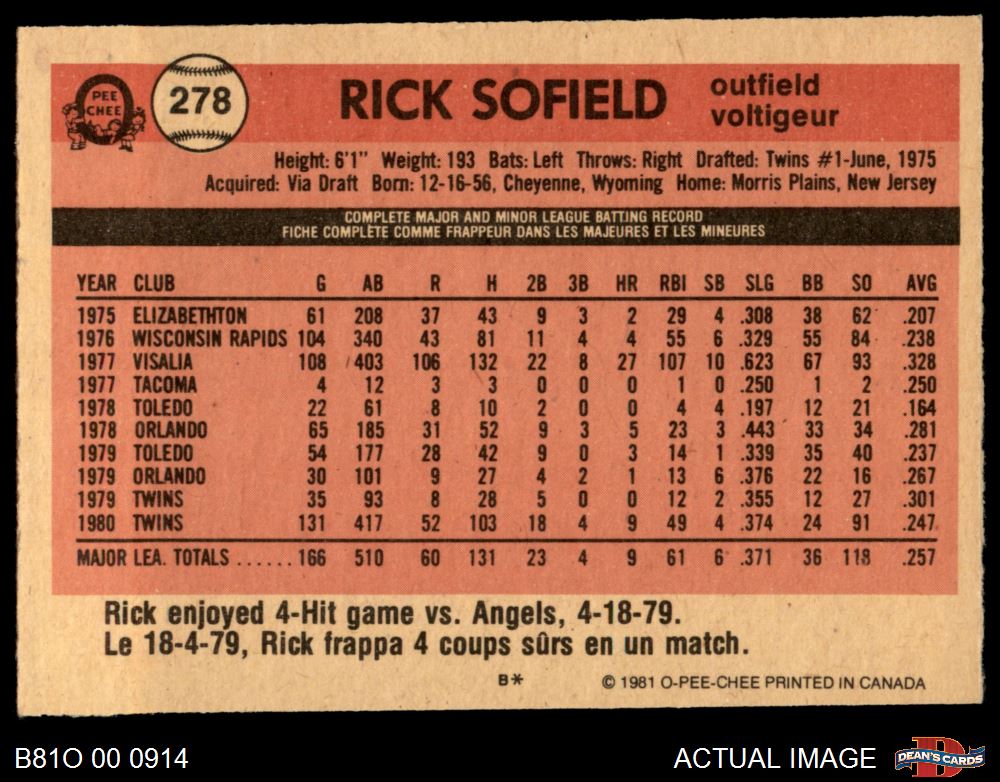 PEE
CHEE
278
RICK SOFIELD
outfield
voltigeur
Height: 6'1" Weight: 193 Bats: Left Throws: Right Drafted: Twins #1-June, 1975
Acquired: Via Draft Born: 12-16-56, Cheyenne, Wyoming Home: Morris Plains, New Jersey
COMPLETE MAJOR AND MINOR LEAGUE BATTING RECORD
FICHE COMPLÈTE COMME FRAPPEUR DANS LES MAJEURES ET LES MINEURES
YEAR CLUB G AB R H 2B 3B HR RBI SB SLG BB SO AVG
1975 ELIZABETHTON 61 208 37 43 9 3 2 29 4 .308 38 62 .207
1976 WISCONSIN RAPIDS 104 340 43 81 11 4 4 55 6 .329 55 84 .238
1977 VISALIA 108 403 106 132 22 8 27 107 10 .623 67 93 .328
1977 TACOMA 4 12 3 3 0 0 0 1 0 .250 1 2 .250
1978 TOLEDO 22 61 8 10 2 0 0 4 4 .197 12 21 .164
1978 ORLANDO 65 185 31 52 9 3 5 23 3 .443 33 34 .281
1979 TOLEDO 54 177 28 42 9 0 3 14 1 .339 35 40 .237
1979 ORLANDO 30 101 9 27 4 2 1 13 6 .376 22 16 .267
1979 TWINS 35 93 8 28 5 0 0 12 2 .355 12 27 .301
1980 TWINS 131 417 52 103 18 4 9 49 4 .374 24 91 .247
MAJOR LEA. TOTALS ...... 166 510 60 131 23 4 9 61 6 .371 36 118 .257
Rick enjoyed 4-Hit game vs. Angels, 4-18-79.
Le 18-4-79, Rick frappa 4 coups sûrs en un match.
B*
© 1981 O-PEE-CHEE PRINTED IN CANADA
B81O 00 0914
ACTUAL IMAGE
D
DEAN'S CARDS